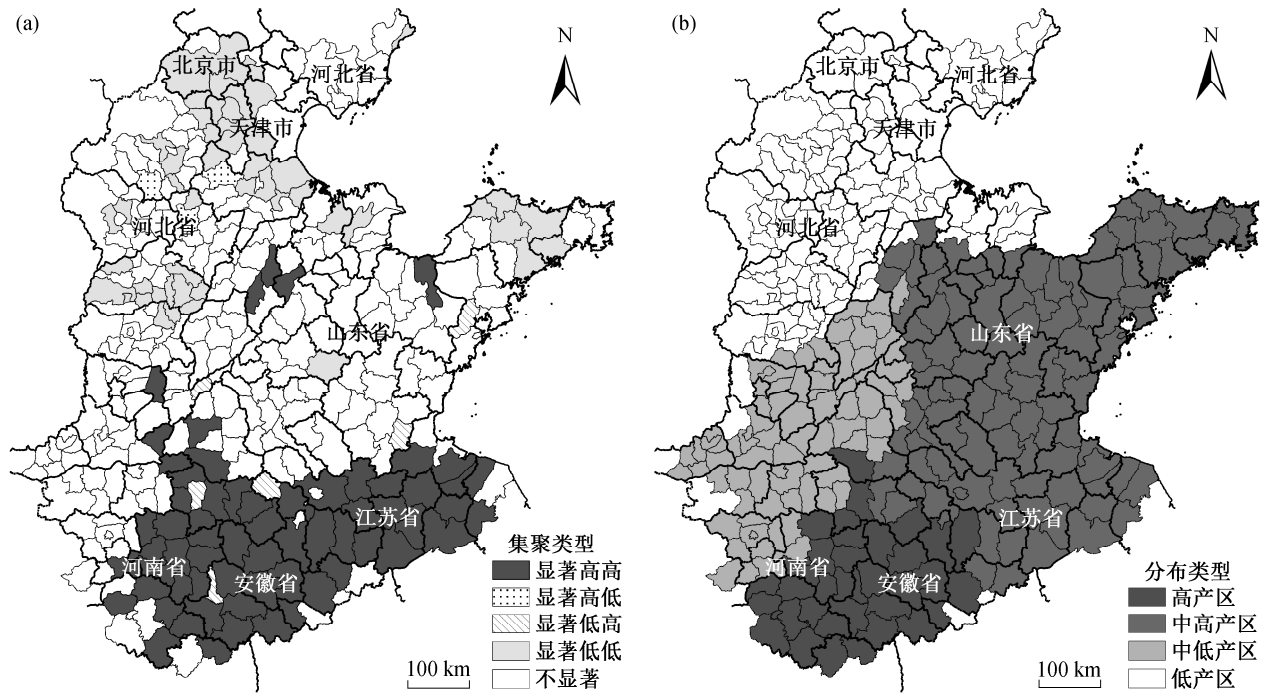 (a)
N
北京市
河北省
天津市
河北省
山东省
江苏省
河南省
安徽省
集聚类型
显著高高
显著高低
显著低高
显著低低
不显著
100 km
(b)
N
北京市
河北省
天津市
河北省
山东省
江苏省
河南省
安徽省
分布类型
高产区
中高产区
中低产区
低产区
100 km